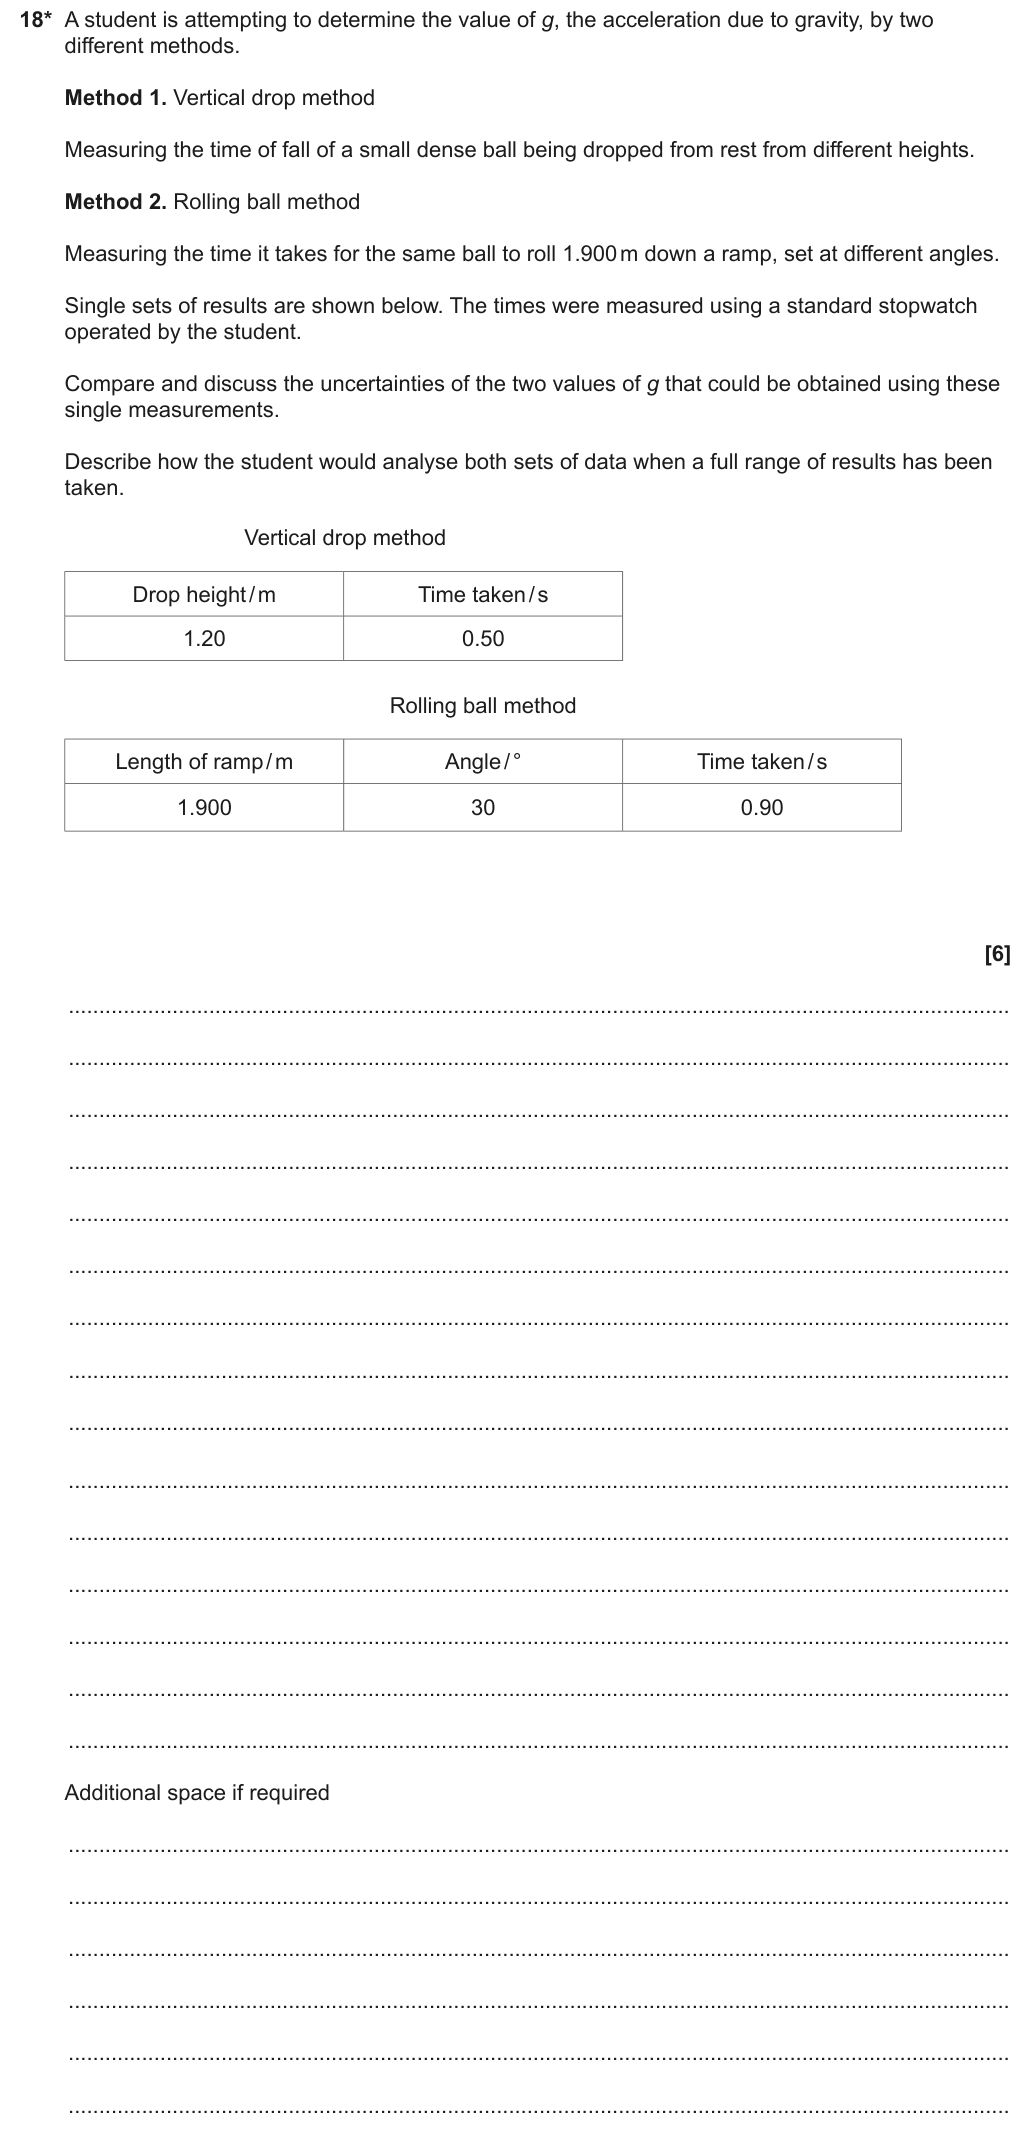 18* A student is attempting to determine the value of g, the acceleration due to gravity, by two
different methods.
Method 1. Vertical drop method
Measuring the time of fall of a small dense ball being dropped from rest from different heights.
Method 2. Rolling ball method
Measuring the time it takes for the same ball to roll 1.900 m down a ramp, set at different angles.
Single sets of results are shown below. The times were measured using a standard stopwatch
operated by the student.
Compare and discuss the uncertainties of the two values of g that could be obtained using these
single measurements.
Describe how the student would analyse both sets of data when a full range of results has been
taken.
Vertical drop method
Drop height / m Time taken / s
1.20 0.50
Rolling ball method
Length of ramp / m Angle / ° Time taken / s
1.900 30 0.90
[6]
Additional space if required